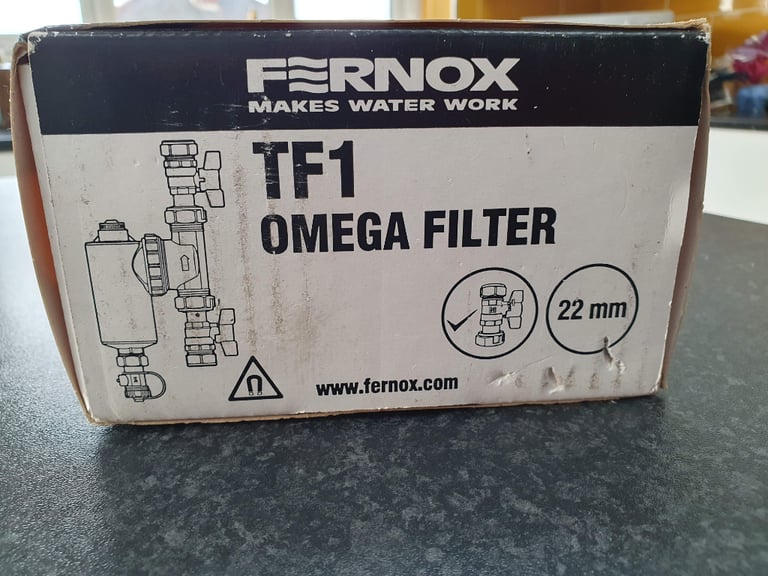 FERNOX
MAKES WATER WORK
TF1
OMEGA FILTER
22 mm
www.fernox.com